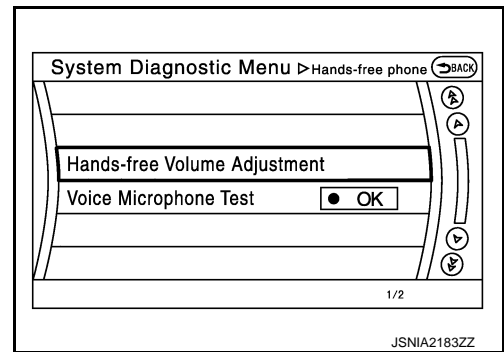 System Diagnostic Menu ▷Hands-free phone BACK
Hands-free Volume Adjustment
Voice Microphone Test ● OK
1/2
JSNIA2183ZZ